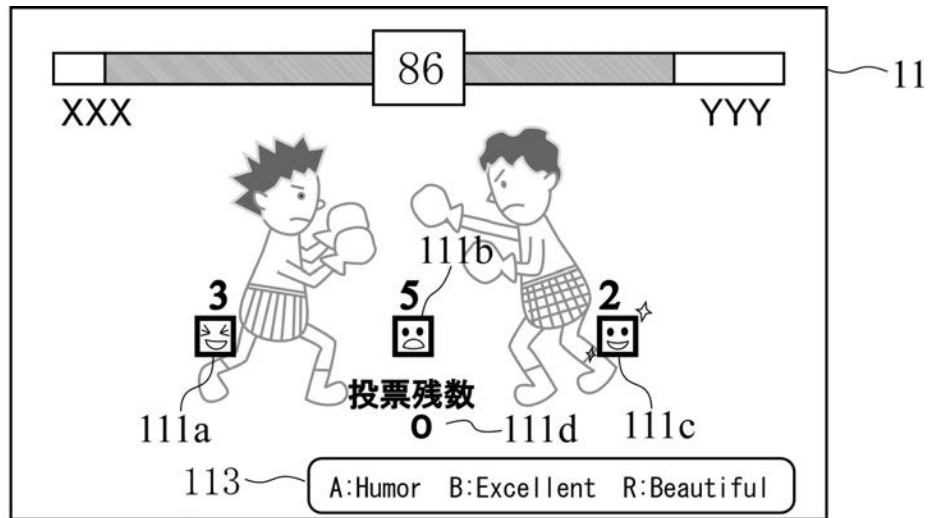 86
11
XXX
YYY
111b
3
5
2
投票残数
0
111a
111d
111c
113
A:Humor B:Excellent R:Beautiful